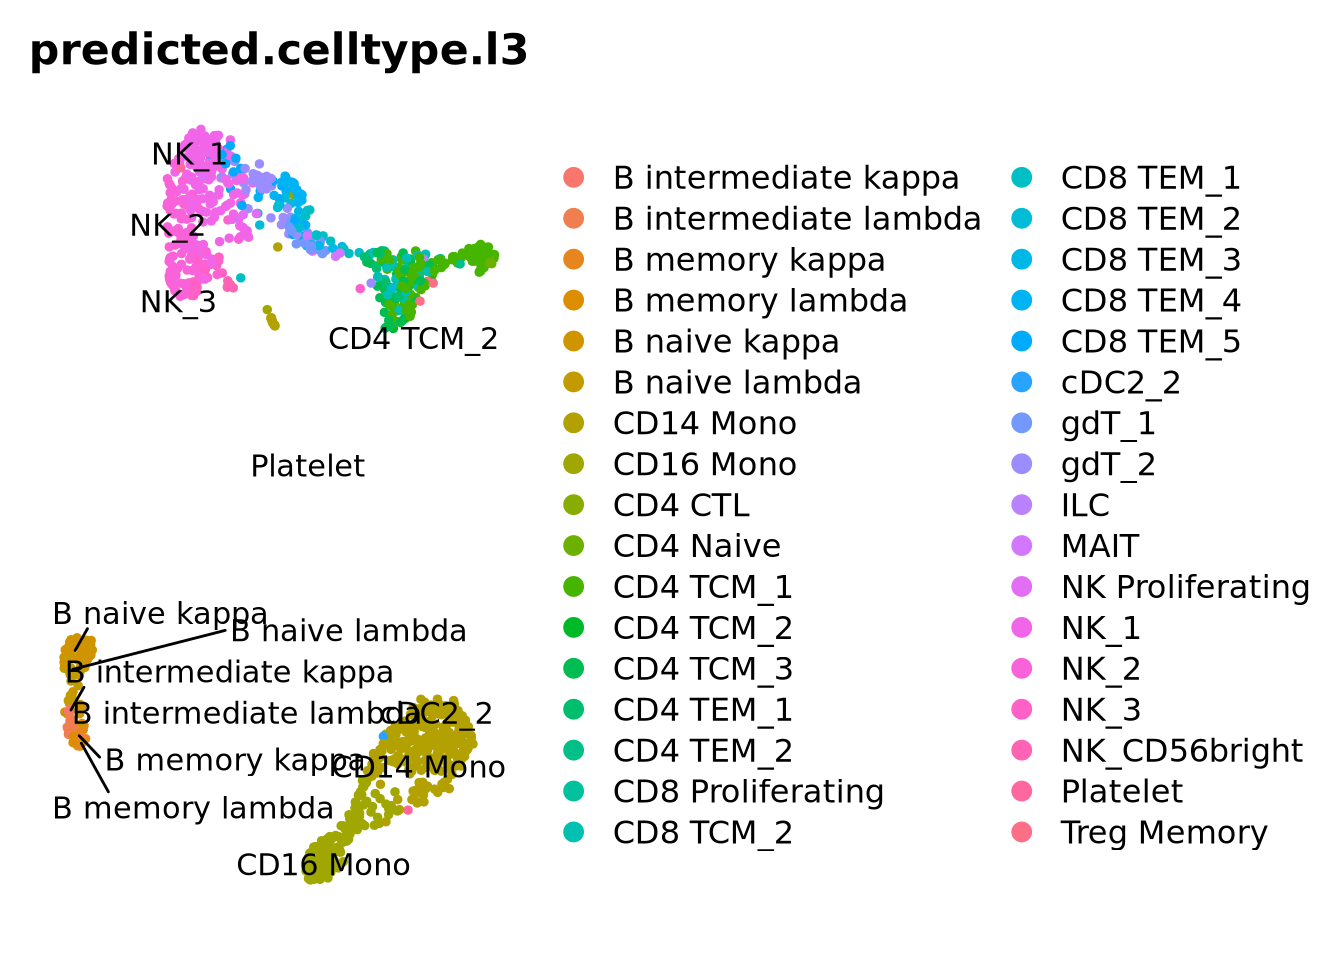 predicted.celltype.l3
NK_1
NK_2
NK_3
CD4 TCM_2
Platelet
B naive kappa
B naive lambda
B intermediate kappa
B intermediate lambda
cDC2_2
B memory kappa
CD14 Mono
B memory lambda
CD16 Mono
B intermediate kappa
B intermediate lambda
B memory kappa
B memory lambda
B naive kappa
B naive lambda
CD14 Mono
CD16 Mono
CD4 CTL
CD4 Naive
CD4 TCM_1
CD4 TCM_2
CD4 TCM_3
CD4 TEM_1
CD4 TEM_2
CD8 Proliferating
CD8 TCM_2
CD8 TEM_1
CD8 TEM_2
CD8 TEM_3
CD8 TEM_4
CD8 TEM_5
cDC2_2
gdT_1
gdT_2
ILC
MAIT
NK Proliferating
NK_1
NK_2
NK_3
NK_CD56bright
Platelet
Treg Memory